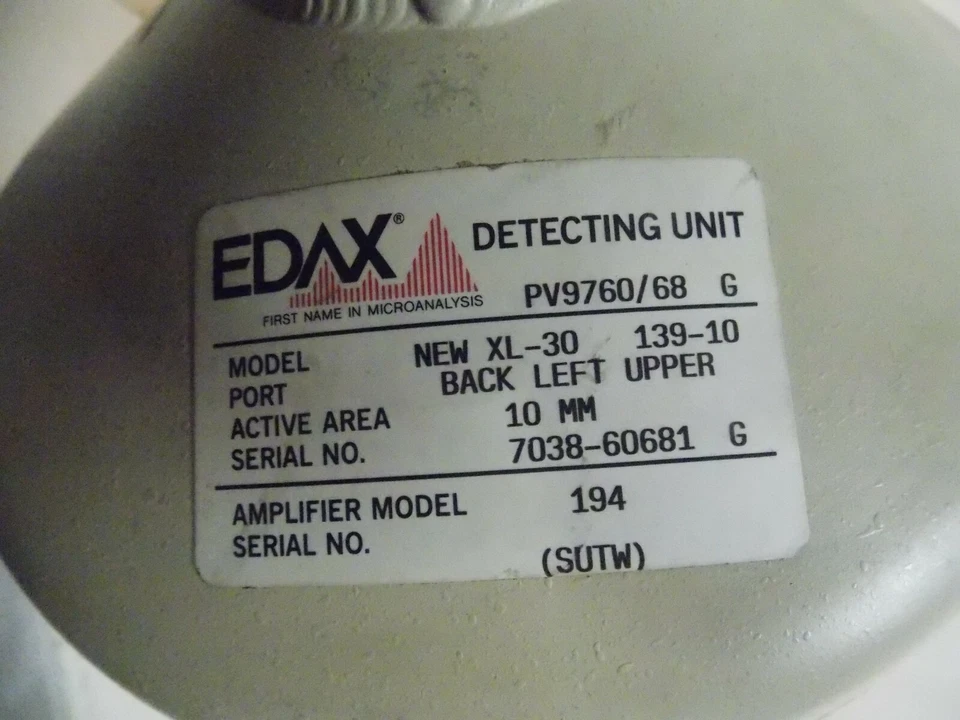 EDAX® DETECTING UNIT
FIRST NAME IN MICROANALYSIS PV9760/68 G
MODEL NEW XL-30 139-10
PORT BACK LEFT UPPER
ACTIVE AREA 10 MM
SERIAL NO. 7038-60681 G
AMPLIFIER MODEL 194
SERIAL NO.
(SUTW)